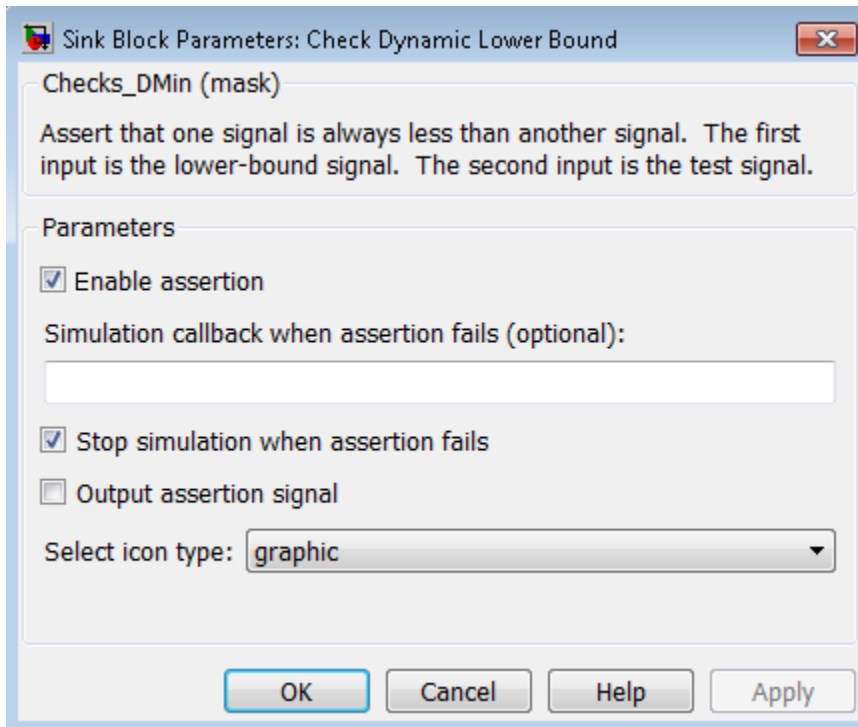 Sink Block Parameters: Check Dynamic Lower Bound
Checks_DMin (mask)
Assert that one signal is always less than another signal. The first
input is the lower-bound signal. The second input is the test signal.
Parameters
Enable assertion
Simulation callback when assertion fails (optional):
Stop simulation when assertion fails
Output assertion signal
Select icon type: graphic
OK Cancel Help Apply